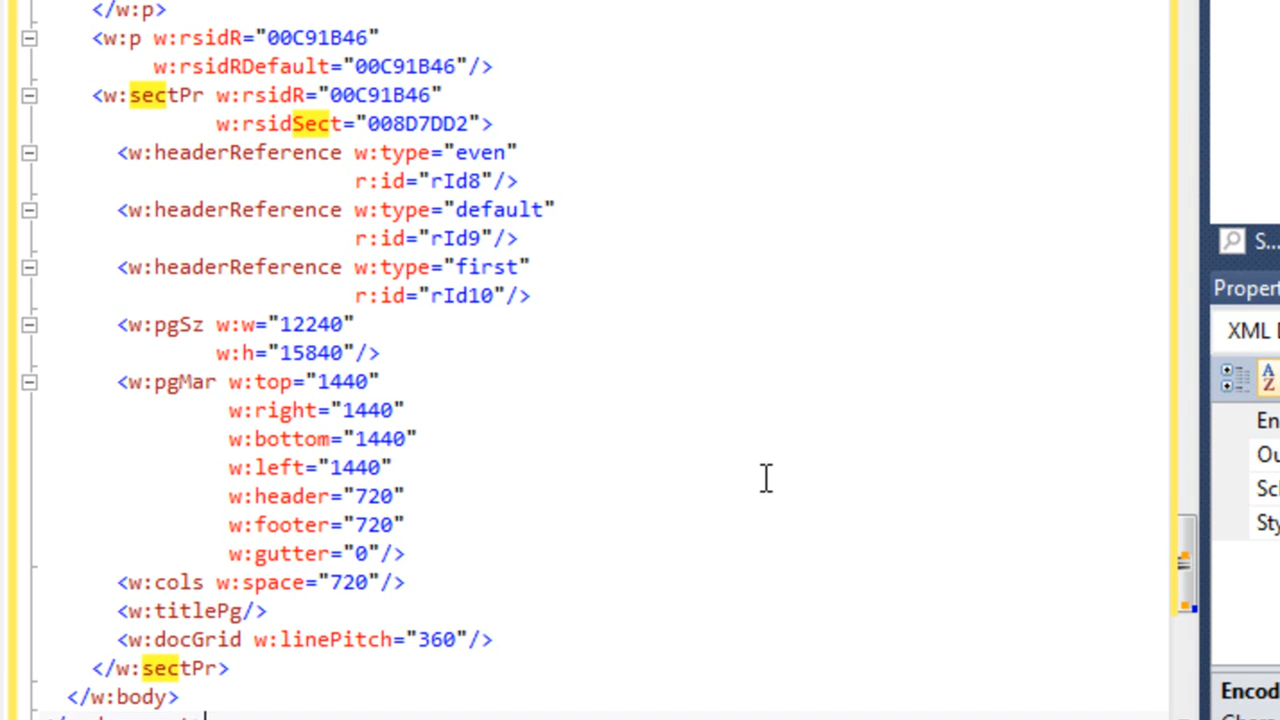 </w:p>
<w:p w:rsidR="00C91B46"
w:rsidRDefault="00C91B46"/>
<w:sectPr w:rsidR="00C91B46"
w:rsidSect="008D7DD2">
<w:headerReference w:type="even"
r:id="rId8"/>
<w:headerReference w:type="default"
r:id="rId9"/>
<w:headerReference w:type="first"
r:id="rId10"/>
<w:pgSz w:w="12240"
w:h="15840"/>
<w:pgMar w:top="1440"
w:right="1440"
w:bottom="1440"
w:left="1440"
w:header="720"
w:footer="720"
w:gutter="0"/>
<w:cols w:space="720"/>
<w:titlePg/>
<w:docGrid w:linePitch="360"/>
</w:sectPr>
</w:body>
S...
Propert
XML
En
Ou
Sc
Sty
Encod